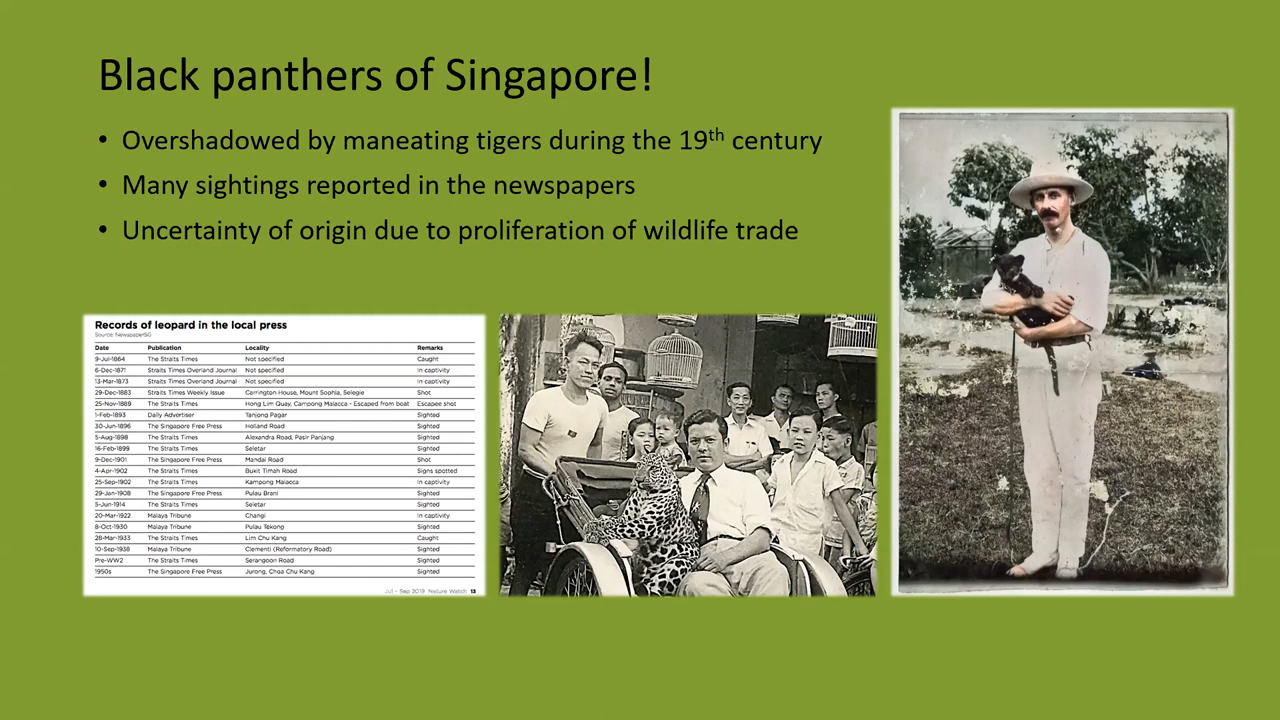 Black panthers of Singapore!
• Overshadowed by maneating tigers during the 19th century
• Many sightings reported in the newspapers
• Uncertainty of origin due to proliferation of wildlife trade
Records of leopard in the local press
Source: NewspaperSG
Date Publication Locality Remarks
9-Jul-1864 The Straits Times Not specified Caught
6-Dec-1871 Straits Times Overland Journal Not specified In captivity
13-Mar-1873 Straits Times Overland Journal Not specified In captivity
29-Dec-1883 Straits Times Weekly Issue Carrington House, Mount Sophia, Selegie Shot
25-Nov-1889 The Straits Times Hong Lim Quay, Campong Malacca - Escaped from boat Escapee shot
1-Feb-1893 Daily Advertiser Tanjong Pagar Sighted
30-Jun-1896 The Singapore Free Press Holland Road Sighted
5-Aug-1898 The Straits Times Alexandra Road, Pasir Panjang Sighted
16-Feb-1899 The Straits Times Seletar Sighted
9-Dec-1901 The Singapore Free Press Mandai Road Shot
4-Apr-1902 The Straits Times Bukit Timah Road Signs spotted
25-Sep-1902 The Straits Times Kampong Malacca In captivity
29-Jan-1908 The Singapore Free Press Pulau Brani Sighted
5-Jun-1914 The Straits Times Seletar Sighted
20-Mar-1922 Malaya Tribune Changi In captivity
8-Oct-1930 Malaya Tribune Pulau Tekong Sighted
28-Mar-1933 The Straits Times Lim Chu Kang Caught
10-Sep-1938 Malaya Tribune Clementi (Reformatory Road) Sighted
Pre-WW2 The Straits Times Serangoon Road Sighted
1950s The Singapore Free Press Jurong, Choa Chu Kang Sighted
Jul - Sep 2019 Nature Watch 13